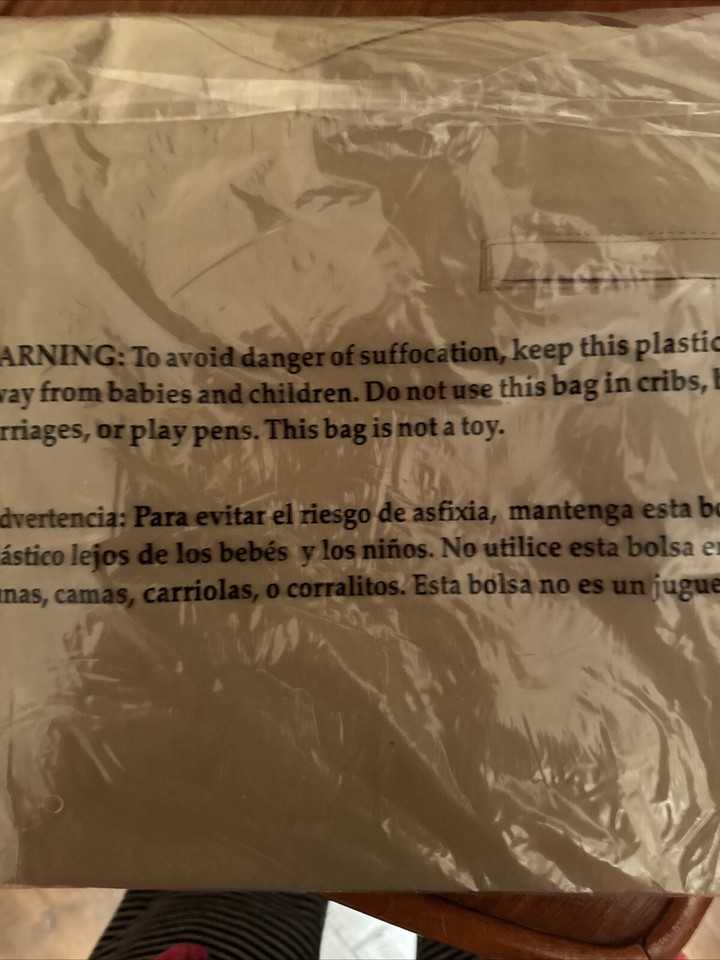 ARNING: To avoid danger of suffocation, keep this plastic
way from babies and children. Do not use this bag in cribs, b
rriages, or play pens. This bag is not a toy.
dvertencia: Para evitar el riesgo de asfixia, mantenga esta bo
ástico lejos de los bebés y los niños. No utilice esta bolsa en
unas, camas, carriolas, o corralitos. Esta bolsa no es un jugue